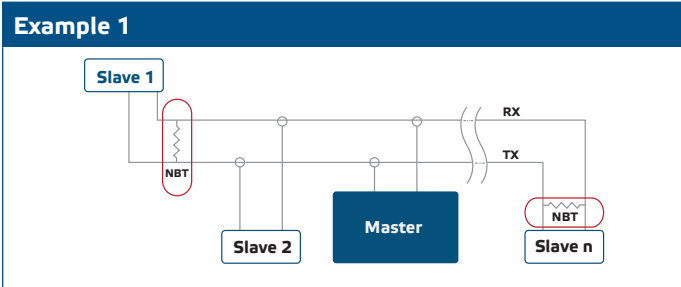 Example 1
Slave 1
RX
TX
NBT
Master
NBT
Slave 2
Slave n